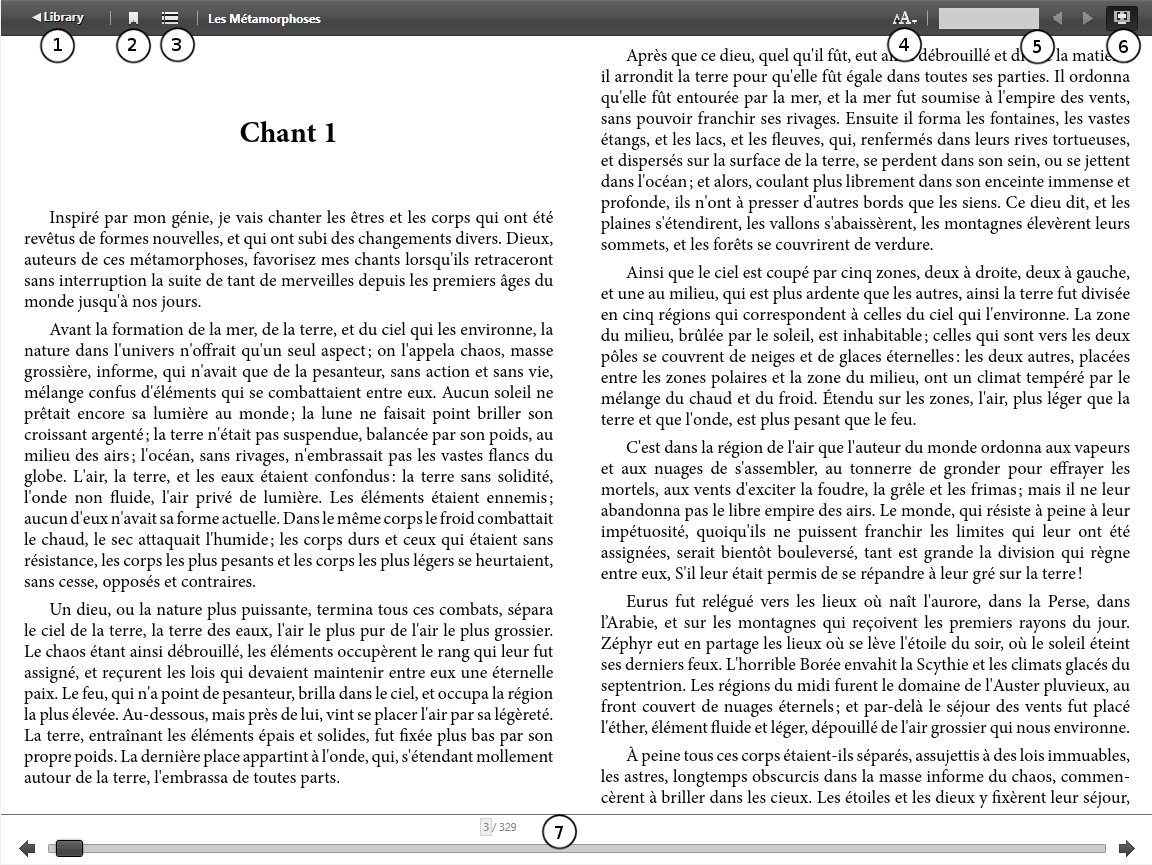 ◀Library
Les Métamorphoses
AA
1
2
3
4
5
6
Chant 1
Inspiré par mon génie, je vais chanter les êtres et les corps qui ont été
revêtus de formes nouvelles, et qui ont subi des changements divers. Dieux,
auteurs de ces métamorphoses, favorisez mes chants lorsqu'ils retraceront
sans interruption la suite de tant de merveilles depuis les premiers âges du
monde jusqu'à nos jours.
Avant la formation de la mer, de la terre, et du ciel qui les environne, la
nature dans l'univers n'offrait qu'un seul aspect; on l'appela chaos, masse
grossière, informe, qui n'avait que de la pesanteur, sans action et sans vie,
mélange confus d'éléments qui se combattaient entre eux. Aucun soleil ne
prêtait encore sa lumière au monde; la lune ne faisait point briller son
croissant argenté; la terre n'était pas suspendue, balancée par son poids, au
milieu des airs; l'océan, sans rivages, n'embrassait pas les vastes flancs du
globe. L'air, la terre, et les eaux étaient confondus: la terre sans solidité,
l'onde non fluide, l'air privé de lumière. Les éléments étaient ennemis;
aucun d'eux n'avait sa forme actuelle. Dans le même corps le froid combattait
le chaud, le sec attaquait l'humide; les corps durs et ceux qui étaient sans
résistance, les corps les plus pesants et les corps les plus légers se heurtaient,
sans cesse, opposés et contraires.
Un dieu, ou la nature plus puissante, termina tous ces combats, sépara
le ciel de la terre, la terre des eaux, l'air le plus pur de l'air le plus grossier.
Le chaos étant ainsi débrouillé, les éléments occupèrent le rang qui leur fut
assigné, et reçurent les lois qui devaient maintenir entre eux une éternelle
paix. Le feu, qui n'a point de pesanteur, brilla dans le ciel, et occupa la région
la plus élevée. Au-dessous, mais près de lui, vint se placer l'air par sa légèreté.
La terre, entraînant les éléments épais et solides, fut fixée plus bas par son
propre poids. La dernière place appartint à l'onde, qui, s'étendant mollement
autour de la terre, l'embrassa de toutes parts.
Après que ce dieu, quel qu'il fût, eut débrouillé et la
il arrondit la terre pour qu'elle fût égale dans toutes ses parties. Il ordonna
qu'elle fût entourée par la mer, et la mer fut soumise à l'empire des vents,
sans pouvoir franchir ses rivages. Ensuite il forma les fontaines, les vastes
étangs, et les lacs, et les fleuves, qui, renfermés dans leurs rives tortueuses,
et dispersés sur la surface de la terre, se perdent dans son sein, ou se jettent
dans l'océan; et alors, coulant plus librement dans son enceinte immense et
profonde, ils n'ont à presser d'autres bords que les siens. Ce dieu dit, et les
plaines s'étendirent, les vallons s'abaissèrent, les montagnes élevèrent leurs
sommets, et les forêts se couvrirent de verdure.
Ainsi que le ciel est coupé par cinq zones, deux à droite, deux à gauche,
et une au milieu, qui est plus ardente que les autres, ainsi la terre fut divisée
en cinq régions qui correspondent à celles du ciel qui l'environne. La zone
du milieu, brûlée par le soleil, est inhabitable; celles qui sont vers les deux
pôles se couvrent de neiges et de glaces éternelles: les deux autres, placées
entre les zones polaires et la zone du milieu, ont un climat tempéré par le
mélange du chaud et du froid. Étendu sur les zones, l'air, plus léger que la
terre et que l'onde, est plus pesant que le feu.
C'est dans la région de l'air que l'auteur du monde ordonna aux vapeurs
et aux nuages de s'assembler, au tonnerre de gronder pour effrayer les
mortels, aux vents d'exciter la foudre, la grêle et les frimas; mais il ne leur
abandonna pas le libre empire des airs. Le monde, qui résiste à peine à leur
impétuosité, quoiqu'ils ne puissent franchir les limites qui leur ont été
assignées, serait bientôt bouleversé, tant est grande la division qui règne
entre eux, S'il leur était permis de se répandre à leur gré sur la terre!
Eurus fut relégué vers les lieux où naît l'aurore, dans la Perse, dans
l'Arabie, et sur les montagnes qui reçoivent les premiers rayons du jour.
Zéphyr eut en partage les lieux où se lève l'étoile du soir, où le soleil éteint
ses derniers feux. L'horrible Borée envahit la Scythie et les climats glacés du
septentrion. Les régions du midi furent le domaine de l'Auster pluvieux, au
front couvert de nuages éternels; et par-delà le séjour des vents fut placé
l'éther, élément fluide et léger, dépouillé de l'air grossier qui nous environne.
À peine tous ces corps étaient-ils séparés, assujettis à des lois immuables,
les astres, longtemps obscurcis dans la masse informe du chaos, commen-
cèrent à briller dans les cieux. Les étoiles et les dieux y fixèrent leur séjour,
3 / 329
7